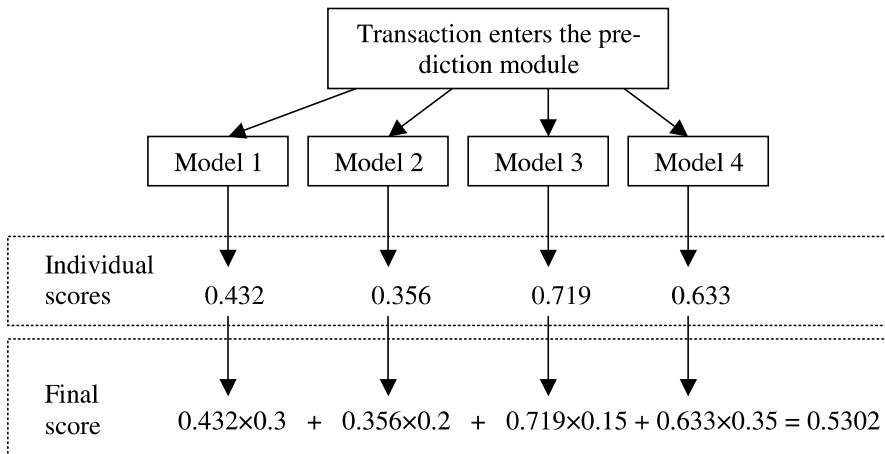 Transaction enters the pre-
diction module
Model 1
Model 2
Model 3
Model 4
Individual
scores
0.432
0.356
0.719
0.633
Final
score
0.432×0.3 + 0.356×0.2 + 0.719×0.15 + 0.633×0.35 = 0.5302